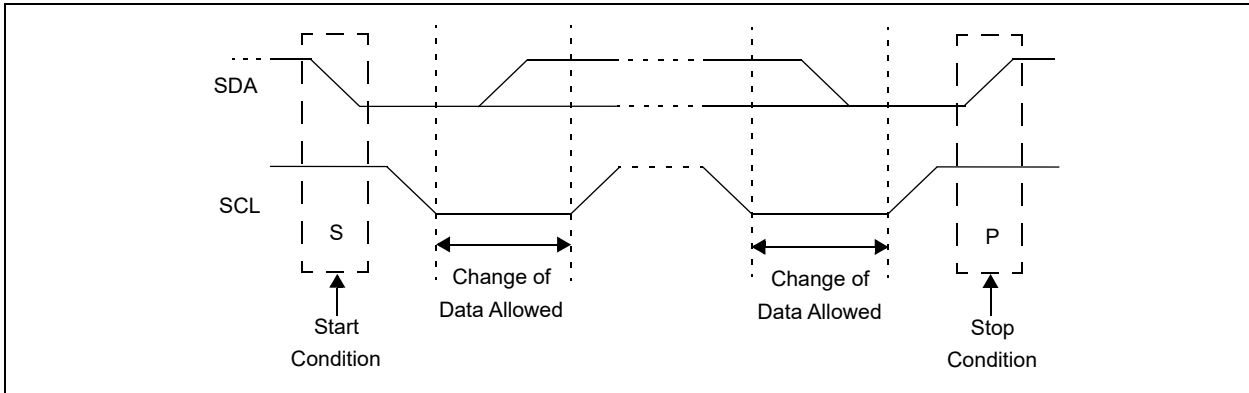 SDA
SCL
S
P
Change of
Data Allowed
Change of
Data Allowed
Start
Condition
Stop
Condition